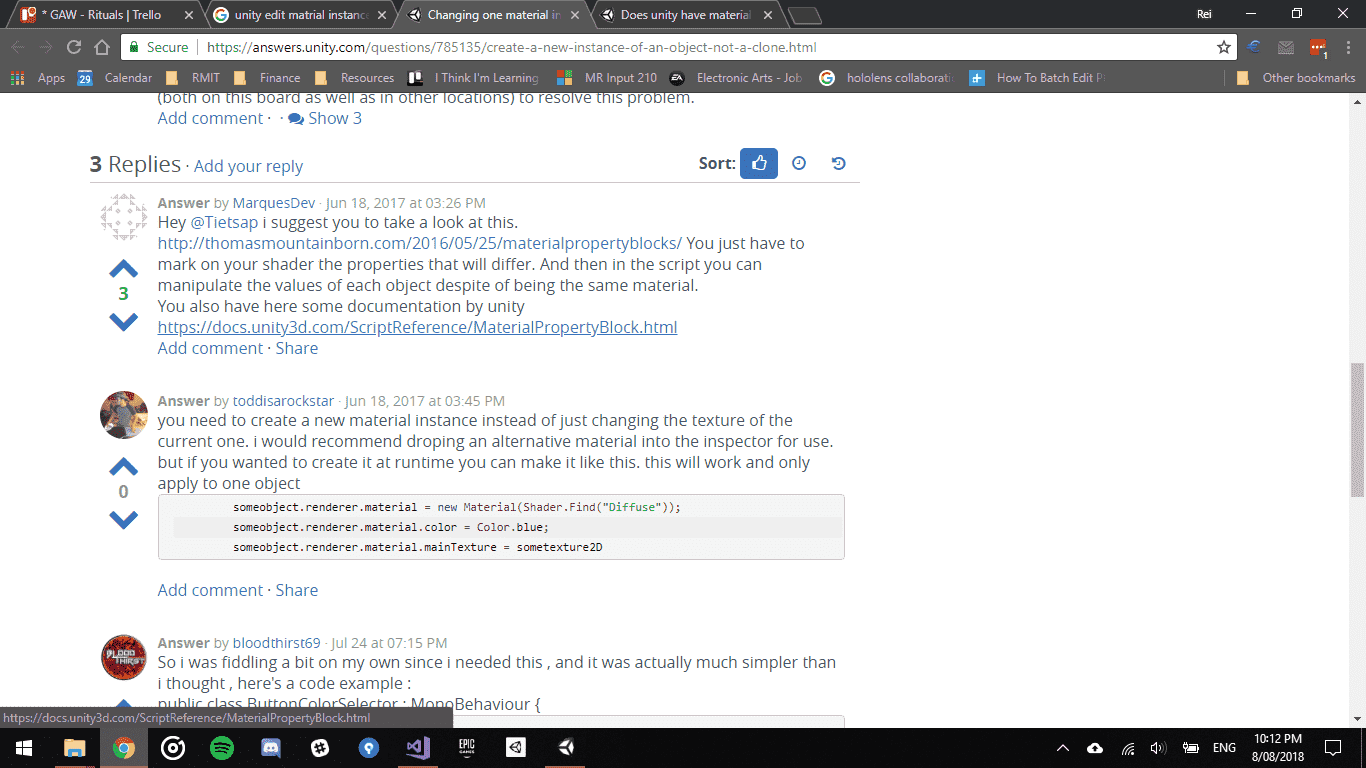 * GAW - Rituals | Trello
unity edit matrial instance
Changing one material in
Does unity have material
Rei
Secure
https://answers.unity.com/questions/785135/create-a-new-instance-of-an-object-not-a-clone.html
1
Apps
29
Calendar
RMIT
Finance
Resources
I Think I'm Learning
MR Input 210
EA
Electronic Arts - Job
hololens collaborati
How To Batch Edit P
Other bookmarks
(both on this board as well as in other locations) to resolve this problem.
Add comment · · Show 3
3 Replies · Add your reply
Sort:
Answer by MarquesDev · Jun 18, 2017 at 03:26 PM
Hey @Tietsap i suggest you to take a look at this.
http://thomasmountainborn.com/2016/05/25/materialpropertyblocks/ You just have to
mark on your shader the properties that will differ. And then in the script you can
manipulate the values of each object despite of being the same material.
3
You also have here some documentation by unity
https://docs.unity3d.com/ScriptReference/MaterialPropertyBlock.html
Add comment · Share
Answer by toddisarockstar · Jun 18, 2017 at 03:45 PM
you need to create a new material instance instead of just changing the texture of the
current one. i would recommend droping an alternative material into the inspector for use.
but if you wanted to create it at runtime you can make it like this. this will work and only
apply to one object
0
someobject.renderer.material = new Material(Shader.Find("Diffuse"));
someobject.renderer.material.color = Color.blue;
someobject.renderer.material.mainTexture = sometexture2D
Add comment · Share
Answer by bloodthirst69 · Jul 24 at 07:15 PM
BLOOD
THIRST
So i was fiddling a bit on my own since i needed this , and it was actually much simpler than
i thought , here's a code example :
public class ButtonColorSelector : MonoBehaviour {
https://docs.unity3d.com/ScriptReference/MaterialPropertyBlock.html
EPIC
GAMES
ENG
10:12 PM
8/08/2018